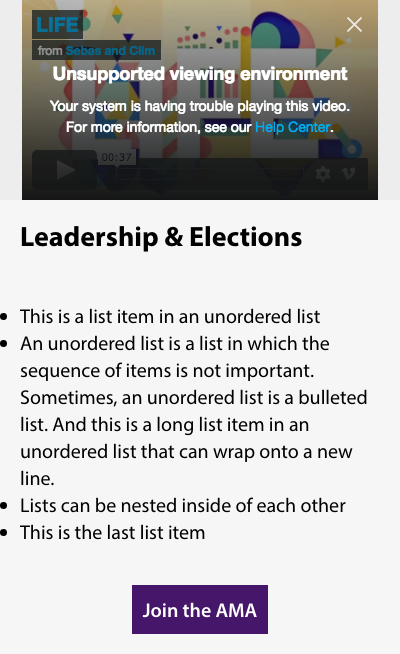 LIFE
from Sebas and Clim
Unsupported viewing environment
Your system is having trouble playing this video.
For more information, see our Help Center.
00:37
Leadership & Elections
This is a list item in an unordered list
An unordered list is a list in which the
sequence of items is not important.
Sometimes, an unordered list is a bulleted
list. And this is a long list item in an
unordered list that can wrap onto a new
line.
Lists can be nested inside of each other
This is the last list item
Join the AMA